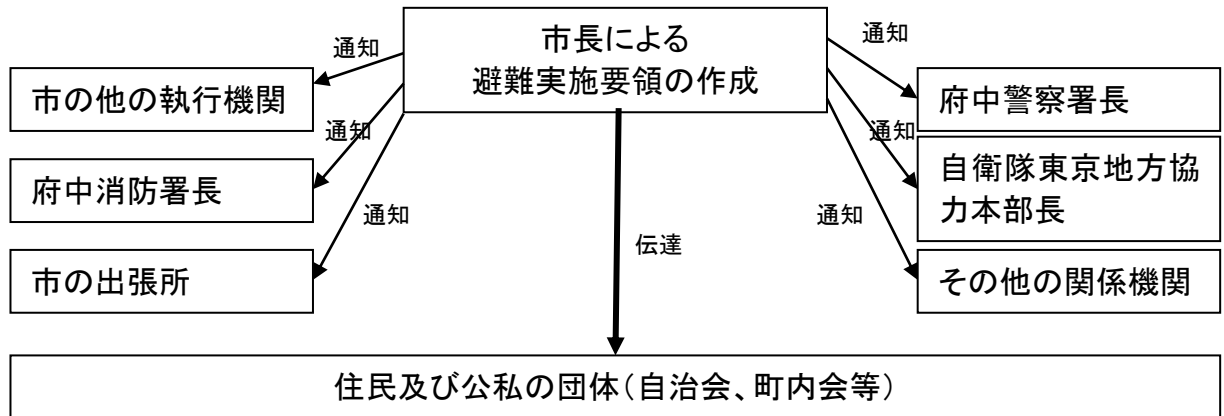 市長による
避難実施要領の作成
通知
通知
市の他の執行機関
府中警察署長
通知
通知
府中消防署長
自衛隊東京地方協
力本部長
通知
通知
伝達
市の出張所
その他の関係機関
住民及び公私の団体(自治会、町内会等)